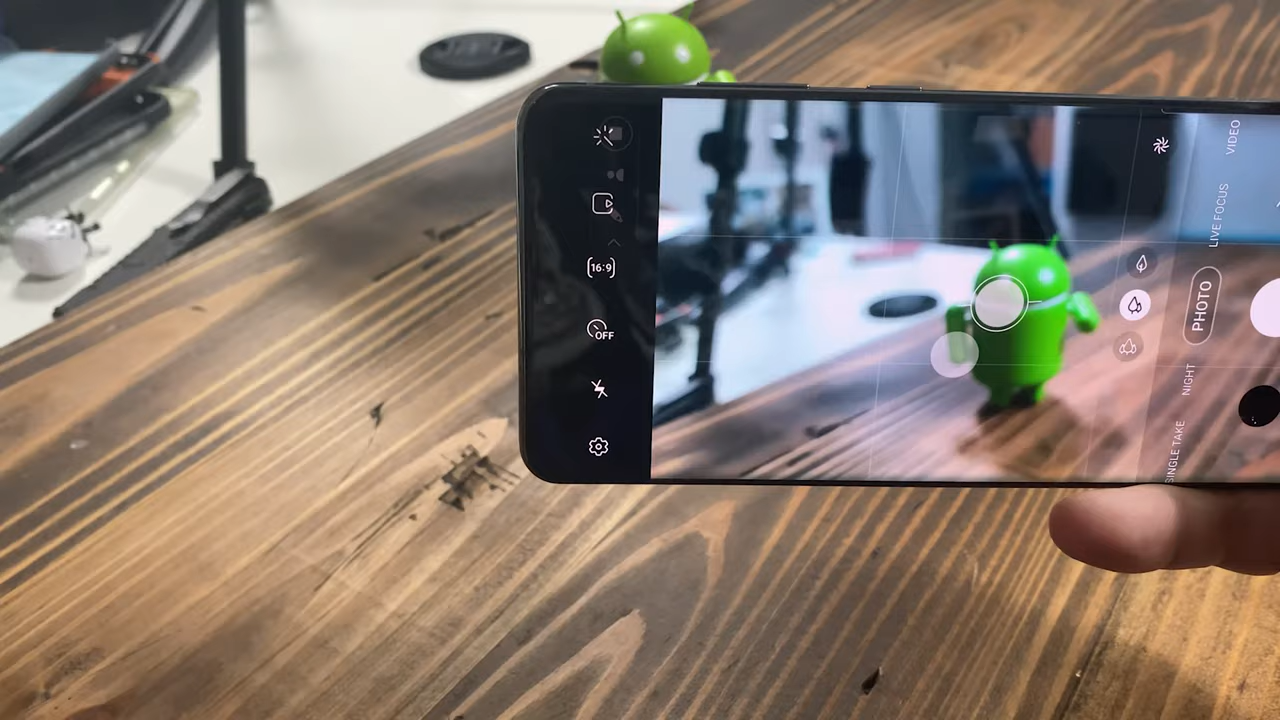 16:9
OFF
VIDEO
LIVE FOCUS
PHOTO
NIGHT
SINGLE TAKE